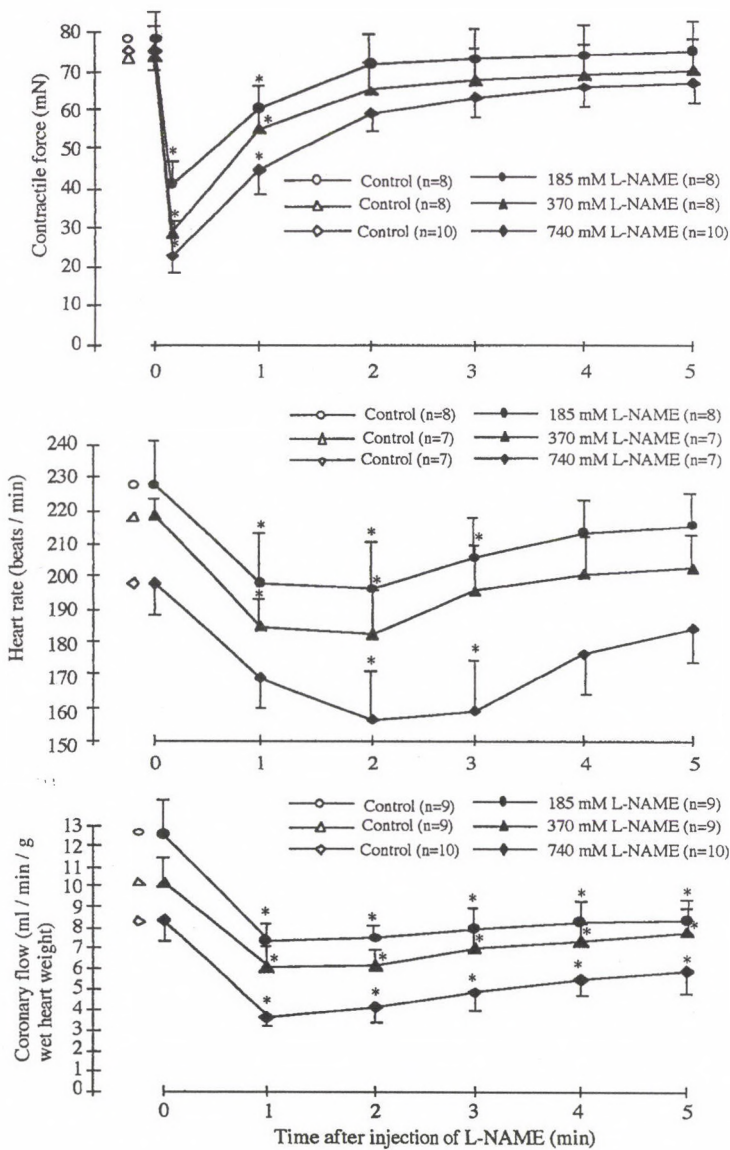 Contractile force (mN)
80
70
60
50
40
30
20
10
0
*
*
*
*
*
*
Control (n=8) 185 mM L-NAME (n=8)
Control (n=8) 370 mM L-NAME (n=8)
Control (n=10) 740 mM L-NAME (n=10)
0 1 2 3 4 5
Control (n=8) 185 mM L-NAME (n=8)
Control (n=7) 370 mM L-NAME (n=7)
Control (n=7) 740 mM L-NAME (n=7)
Heart rate (beats / min)
240
230
220
210
200
190
180
170
160
150
* * *
* *
* *
0 1 2 3 4 5
Control (n=9) 185 mM L-NAME (n=9)
Control (n=9) 370 mM L-NAME (n=9)
Control (n=10) 740 mM L-NAME (n=10)
Coronary flow (ml / min / g
wet heart weight)
13
12
11
10
9
8
7
6
5
4
3
2
1
0
* * * * *
* * * * *
* * * * *
0 1 2 3 4 5
Time after injection of L-NAME (min)